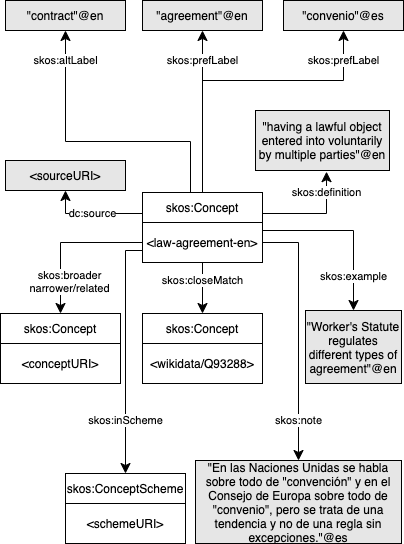 "contract"@en
"agreement"@en
"convenio"@es
skos:altLabel
skos:prefLabel
skos:prefLabel
"having a lawful object
entered into voluntarily
by multiple parties"@en
<sourceURI>
skos:definition
skos:Concept
dc:source
<law-agreement-en>
skos:broader
narrower/related
skos:closeMatch
skos:example
skos:Concept
<conceptURI>
skos:Concept
<wikidata/Q93288>
"Worker's Statute
regulates
different types of
agreement"@en
skos:inScheme
skos:note
skos:ConceptScheme
<schemeURI>
"En las Naciones Unidas se habla
sobre todo de "convención" y en el
Consejo de Europa sobre todo de
"convenio", pero se trata de una
tendencia y no de una regla sin
excepciones."@es